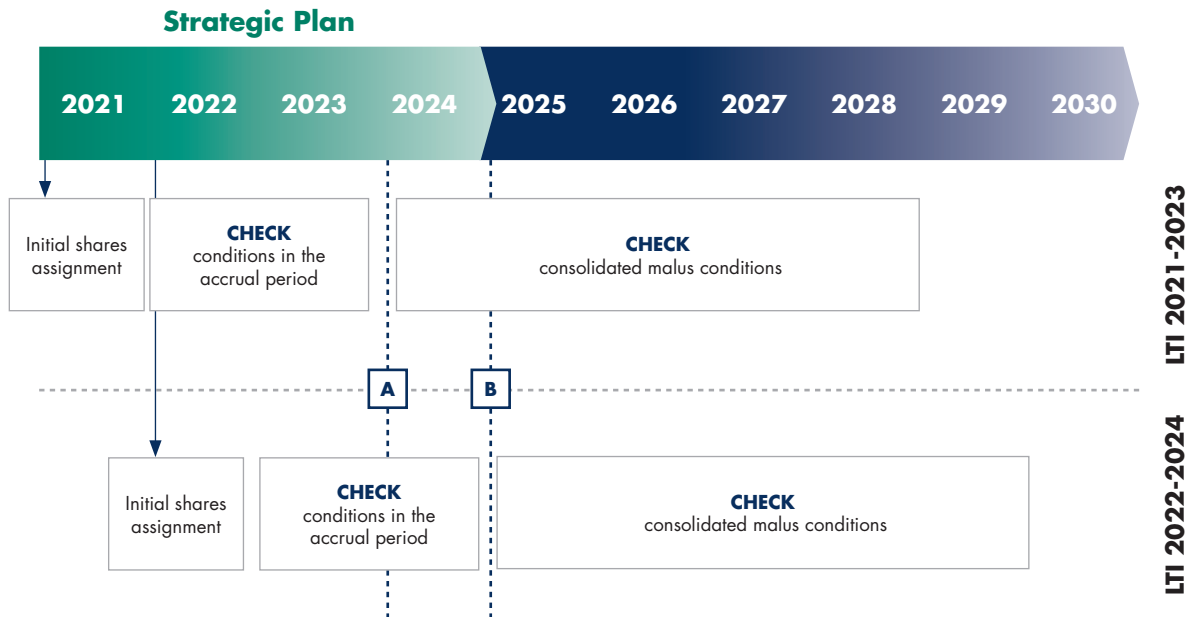 Strategic Plan
2021 2022 2023 2024 2025 2026 2027 2028 2029 2030
Initial shares
assignment
CHECK
conditions in the
accrual period
CHECK
consolidated malus conditions
LTI 2021-2023
A
B
Initial shares
assignment
CHECK
conditions in the
accrual period
CHECK
consolidated malus conditions
LTI 2022-2024